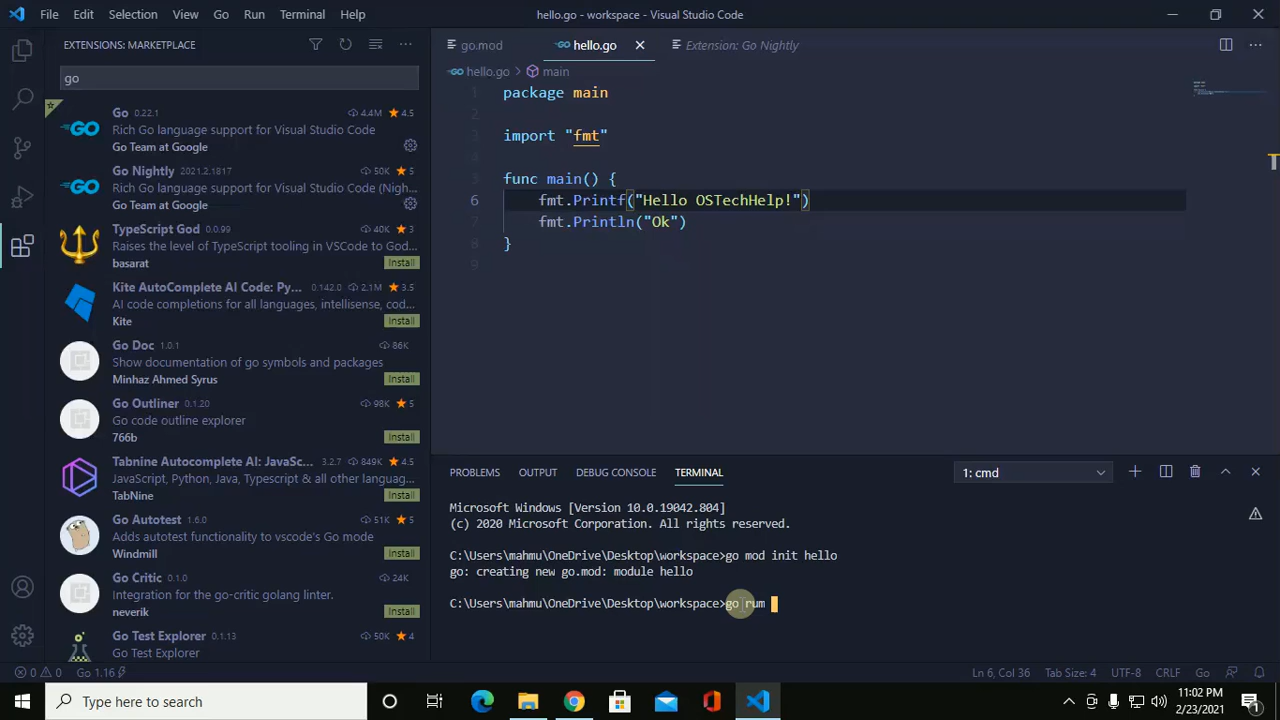 File Edit Selection View Go Run Terminal Help hello.go - workspace - Visual Studio Code
EXTENSIONS: MARKETPLACE
go
Go 0.22.1 4.4M 4.5
Rich Go language support for Visual Studio Code
Go Team at Google
Go Nightly 2021.2.1817 50K 5
Rich Go language support for Visual Studio Code (Nigh...
Go Team at Google
TypeScript God 0.0.99 40K 3
Raises the level of TypeScript tooling in VSCode to God...
basarat Install
Kite AutoComplete AI Code: Py... 0.142.0 2.1M 3.5
AI code completions for all languages, intellisense, cod...
Kite Install
Go Doc 1.0.1 86K
Show documentation of go symbols and packages
Minhaz Ahmed Syrus Install
Go Outliner 0.1.20 98K 5
Go code outline explorer
766b Install
Tabnine Autocomplete AI: JavaSc... 3.2.7 849K 4.5
JavaScript, Python, Java, Typescript & all other languag...
TabNine Install
Go Autotest 1.6.0 51K 5
Adds autotest functionality to vscode's Go mode
Windmill Install
Go Critic 0.1.0 24K
Integration for the go-critic golang linter.
neverik Install
Go Test Explorer 0.1.13 50K 4
Go Test Explorer
go.mod hello.go Extension: Go Nightly
hello.go > main
1 package main
2
3 import "fmt"
4
5 func main() {
6 fmt.Printf("Hello OSTechHelp!")
7 fmt.Println("Ok")
8 }
9
PROBLEMS OUTPUT DEBUG CONSOLE TERMINAL 1: cmd
Microsoft Windows [Version 10.0.19042.804]
(c) 2020 Microsoft Corporation. All rights reserved.
C:\Users\mahmu\OneDrive\Desktop\workspace>go mod init hello
go: creating new go.mod: module hello
C:\Users\mahmu\OneDrive\Desktop\workspace>go rum
0 0 Go 1.16 Ln 6, Col 36 Tab Size: 4 UTF-8 CRLF Go
Type here to search 11:02 PM
2/23/2021 1